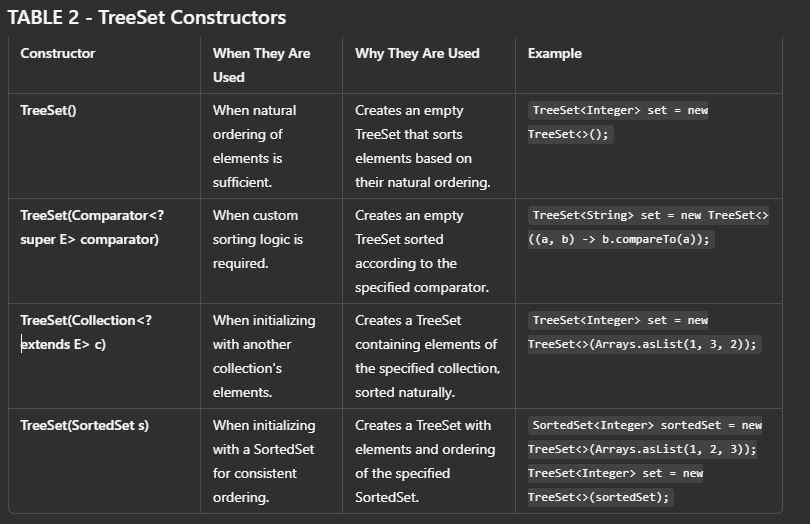 TABLE 2 - TreeSet Constructors
Constructor
When They Are
Used
Why They Are Used
Example
TreeSet()
When natural
ordering of
elements is
sufficient.
Creates an empty
TreeSet that sorts
elements based on
their natural ordering.
TreeSet<Integer> set = new
TreeSet<>();
TreeSet(Comparator<?
super E> comparator)
When custom
sorting logic is
required.
Creates an empty
TreeSet sorted
according to the
specified comparator.
TreeSet<String> set = new TreeSet<>
((a, b) -> b.compareTo(a));
TreeSet(Collection<?
extends E> c)
When initializing
with another
collection's
elements.
Creates a TreeSet
containing elements of
the specified collection,
sorted naturally.
TreeSet<Integer> set = new
TreeSet<>(Arrays.asList(1, 3, 2));
TreeSet(SortedSet s)
When initializing
with a SortedSet
for consistent
ordering.
Creates a TreeSet with
elements and ordering
of the specified
SortedSet.
SortedSet<Integer> sortedSet = new
TreeSet<>(Arrays.asList(1, 2, 3));
TreeSet<Integer> set = new
TreeSet<>(sortedSet);